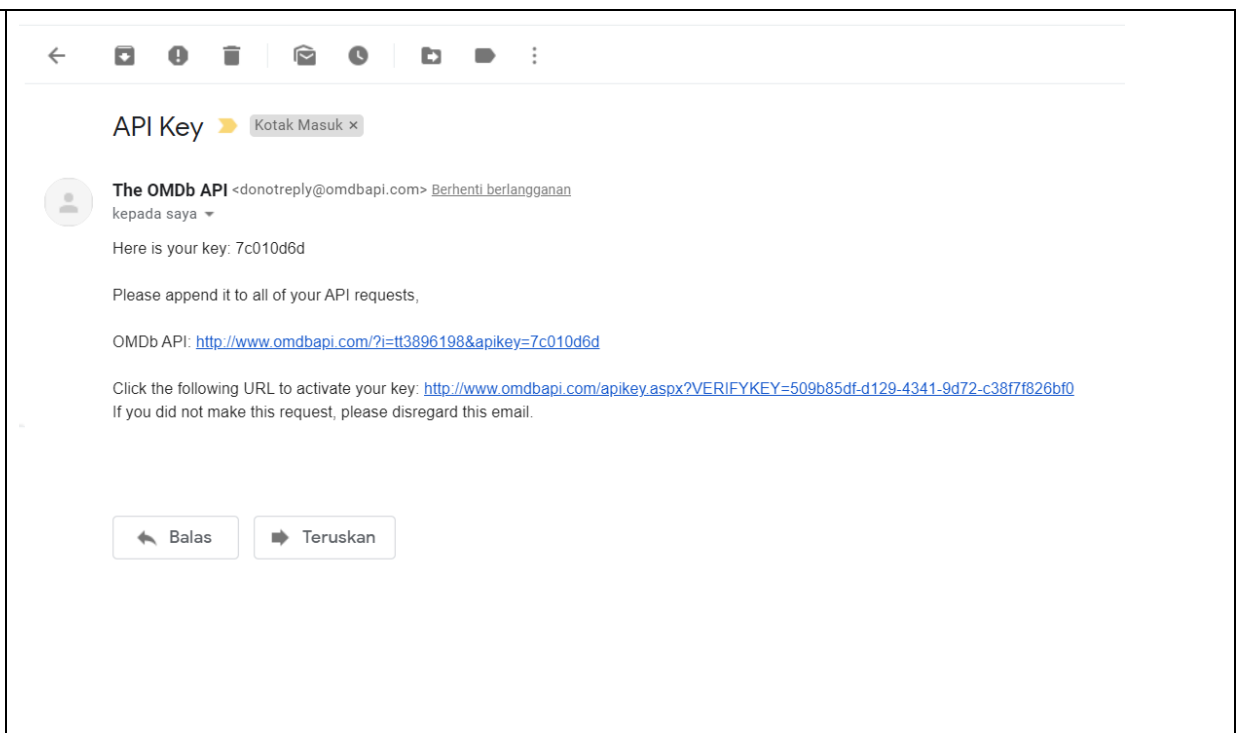 API Key Kotak Masuk ×
The OMDb API <donotreply@omdbapi.com> Berhenti berlangganan
kepada saya
Here is your key: 7c010d6d
Please append it to all of your API requests,
OMDb API: http://www.omdbapi.com/?i=tt3896198&apikey=7c010d6d
Click the following URL to activate your key: http://www.omdbapi.com/apikey.aspx?VERIFYKEY=509b85df-d129-4341-9d72-c38f7f826bf0
If you did not make this request, please disregard this email.
Balas Teruskan